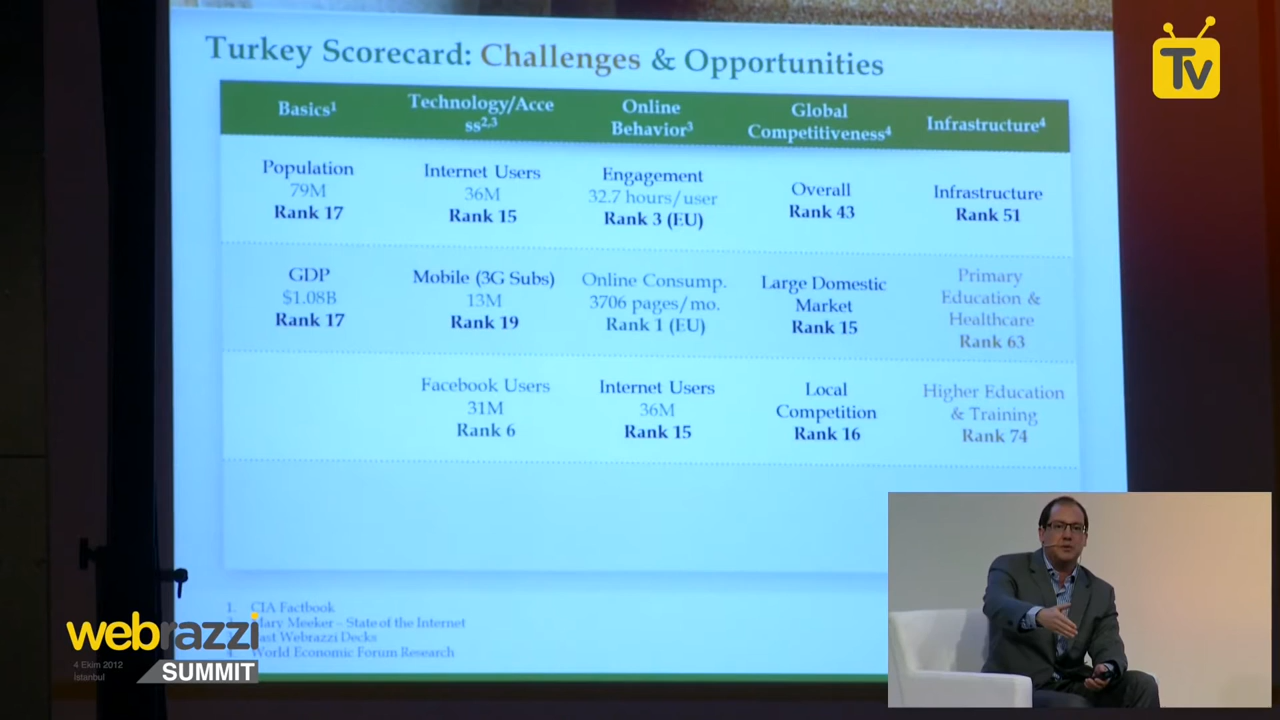 Turkey Scorecard: Challenges & Opportunities
Tv
Basics¹
Technology/Acce
ss²,³
Online
Behavior³
Global
Competitiveness⁴
Infrastructure⁴
Population
79M
Rank 17
Internet Users
36M
Rank 15
Engagement
32.7 hours/user
Rank 3 (EU)
Overall
Rank 43
Infrastructure
Rank 51
GDP
$1.08B
Rank 17
Mobile (3G Subs)
13M
Rank 19
Online Consump.
3706 pages/mo.
Rank 1 (EU)
Large Domestic
Market
Rank 15
Primary
Education &
Healthcare
Rank 63
Facebook Users
31M
Rank 6
Internet Users
36M
Rank 15
Local
Competition
Rank 16
Higher Education
& Training
Rank 74
1. CIA Factbook
Mary Meeker – State of the Internet
Past Webrazzi Decks
4. World Economic Forum Research
webrazzi
SUMMIT
4 Ekim 2012
İstanbul